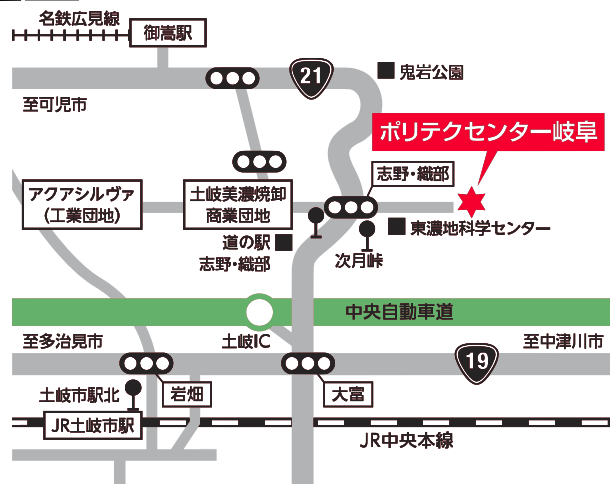 名鉄広見線
御嵩駅
21
鬼岩公園
至可児市
ポリテクセンター岐阜
志野・織部
アクアシルヴァ
（工業団地）
土岐美濃焼卸
商業団地
東濃地科学センター
道の駅
志野・織部
次月峠
中央自動車道
至多治見市
土岐IC
至中津川市
19
土岐市駅北
岩畑
大富
JR土岐市駅
JR中央本線